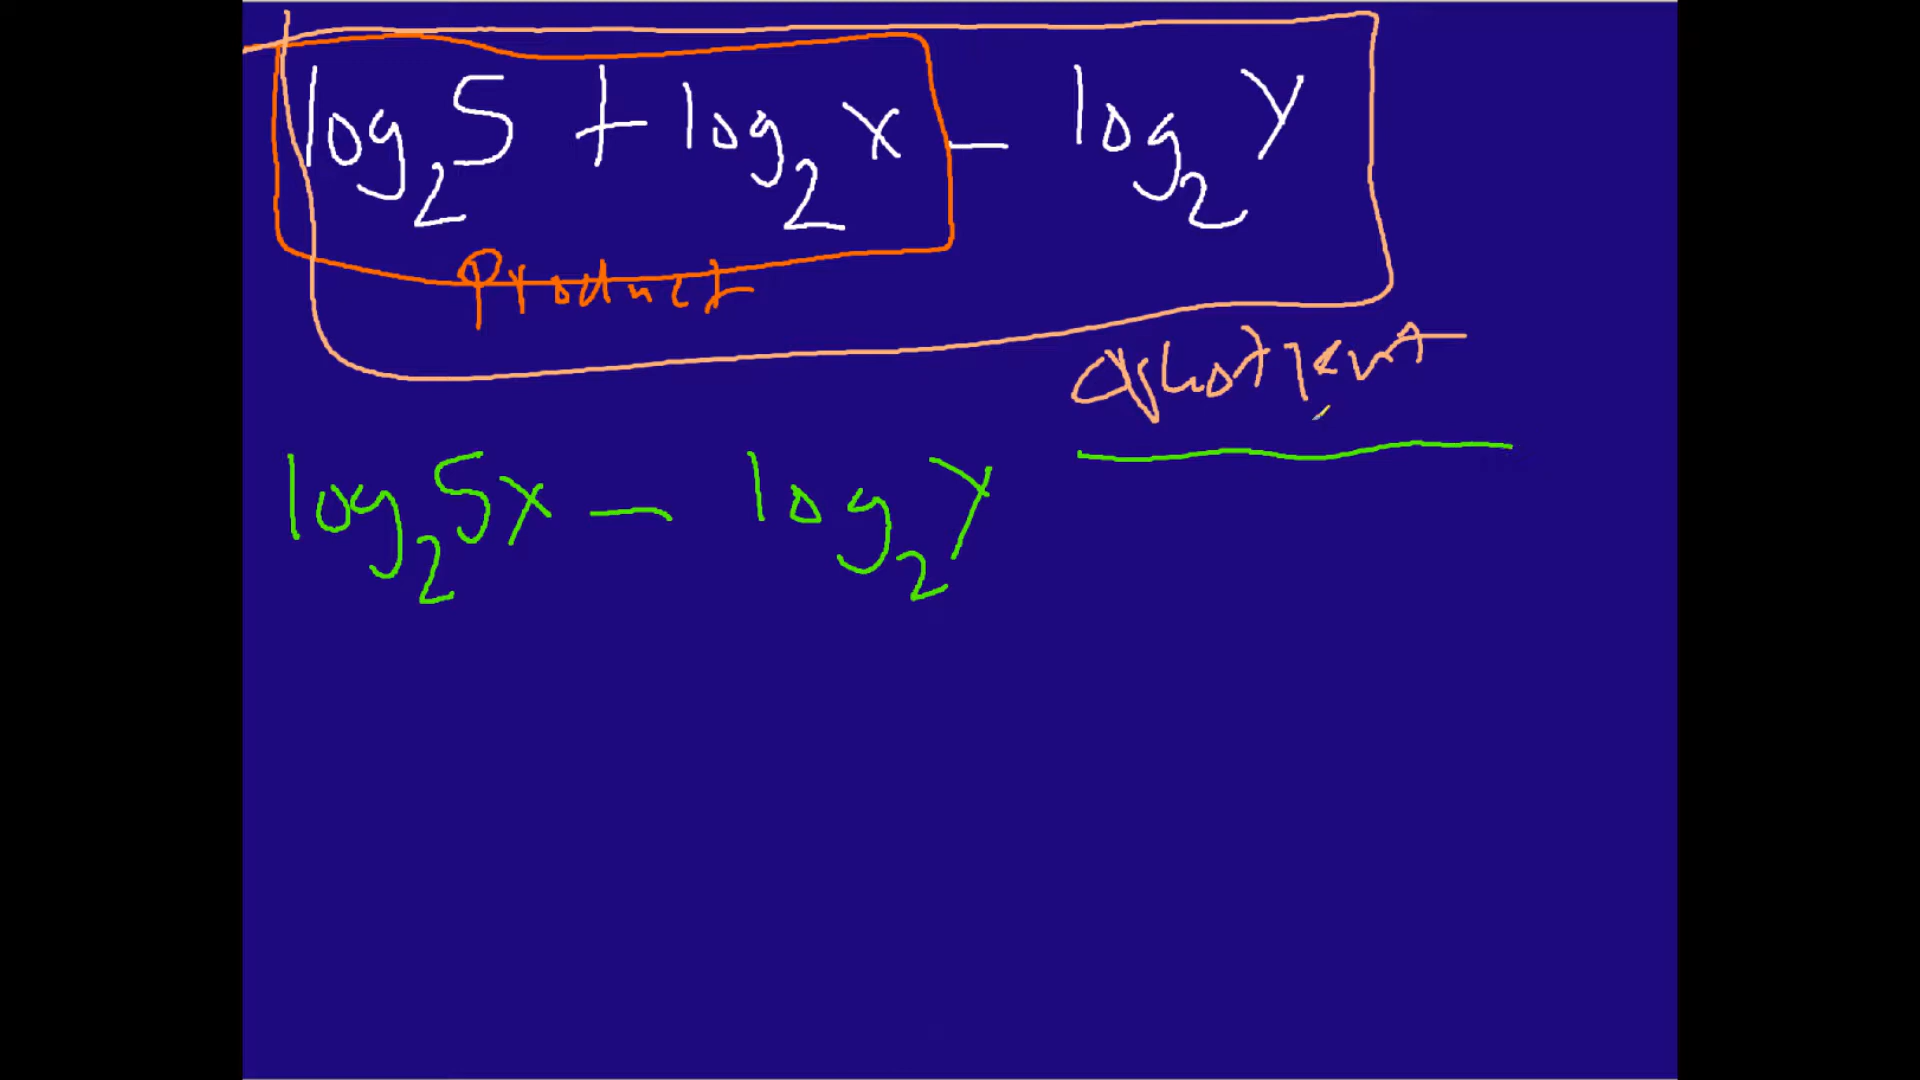 log₂5 + log₂x - log₂y
Product
Quotient
log₂5x - log₂y